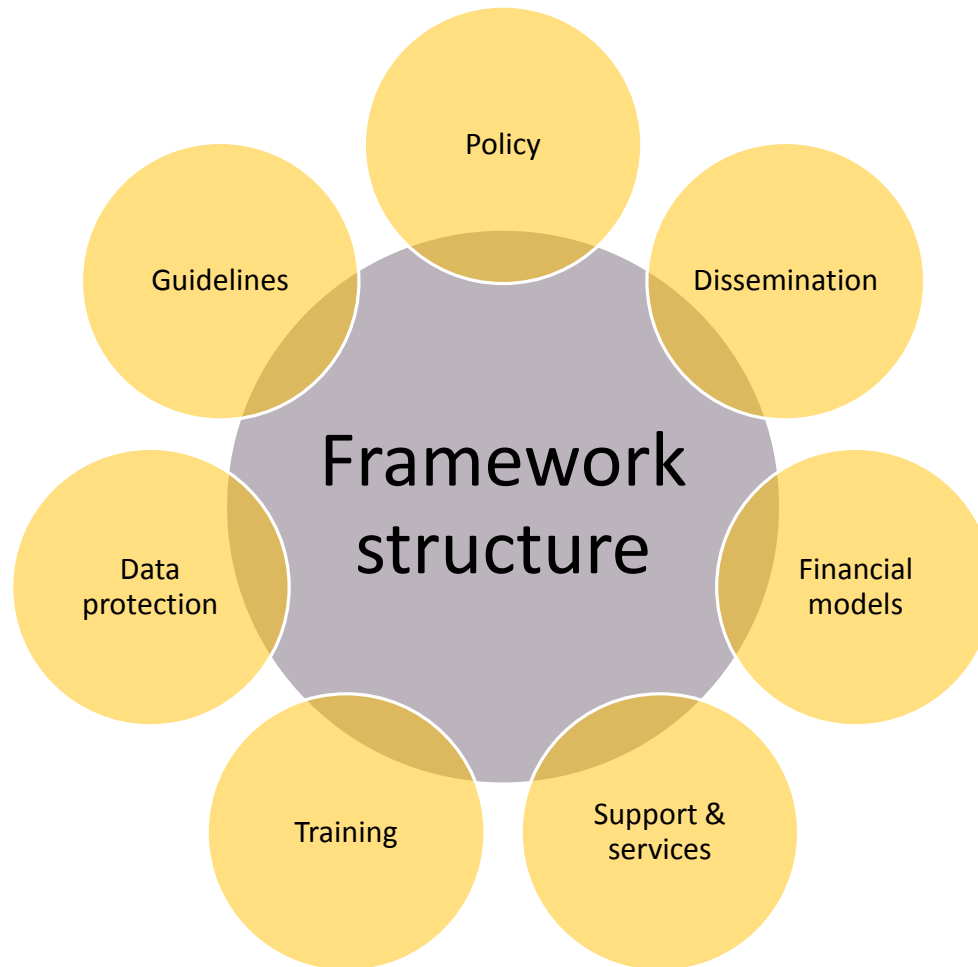 Policy
Guidelines
Dissemination
Framework
structure
Data
protection
Financial
models
Training
Support &
services